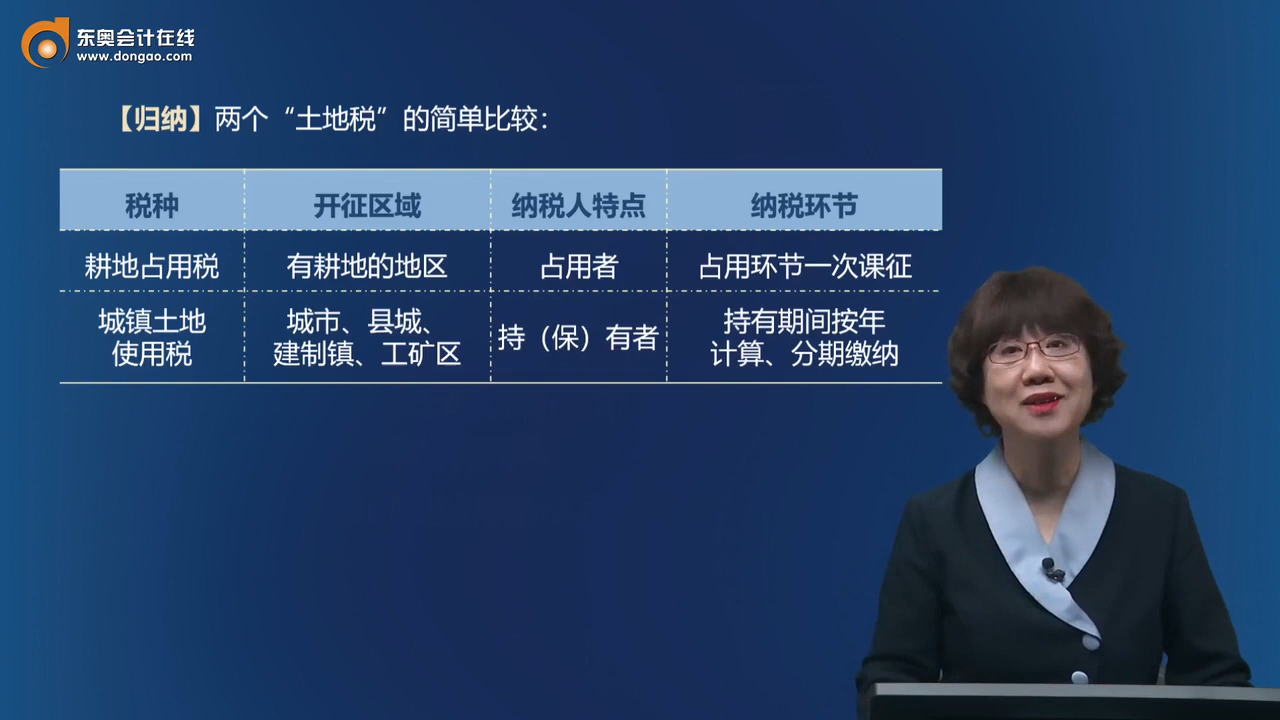 东奥会计在线
www.dongao.com
【归纳】两个“土地税”的简单比较：
税种 开征区域 纳税人特点 纳税环节
耕地占用税 有耕地的地区 占用者 占用环节一次课征
城镇土地
使用税
城市、县城、
建制镇、工矿区
持（保）有者
持有期间按年
计算、分期缴纳